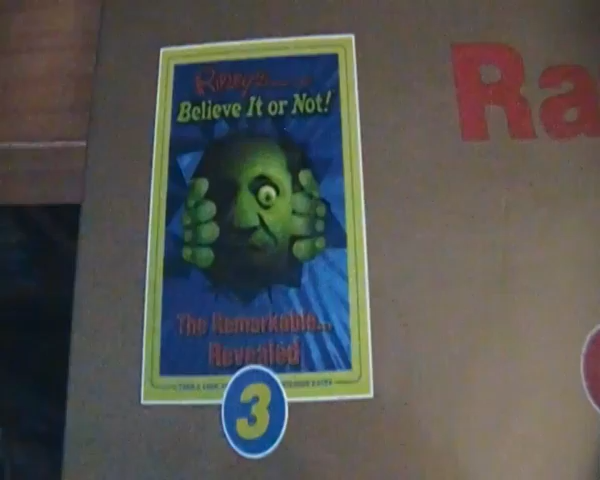 Ripley's
Believe It or Not!
Ra
The Remarkable...
Revealed
3